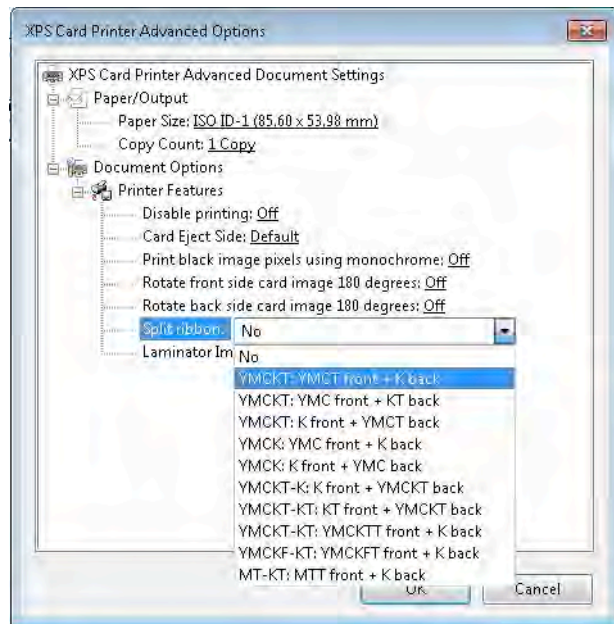 XPS Card Printer Advanced Options
XPS Card Printer Advanced Document Settings
Paper/Output
Paper Size: ISO ID-1 (85.60 x 53.98 mm)
Copy Count: 1 Copy
Document Options
Printer Features
Disable printing: Off
Card Eject Side: Default
Print black image pixels using monochrome: Off
Rotate front side card image 180 degrees: Off
Rotate back side card image 180 degrees: Off
Split ribbon: No
Laminator Im
No
YMCKT: YMCT front + K back
YMCKT: YMC front + KT back
YMCKT: K front + YMCT back
YMCK: YMC front + K back
YMCK: K front + YMC back
YMCKT-K: K front + YMCKT back
YMCKT-KT: KT front + YMCKT back
YMCKT-KT: YMCKTT front + K back
YMCKF-KT: YMCKFT front + K back
MT-KT: MTT front + K back
OK Cancel